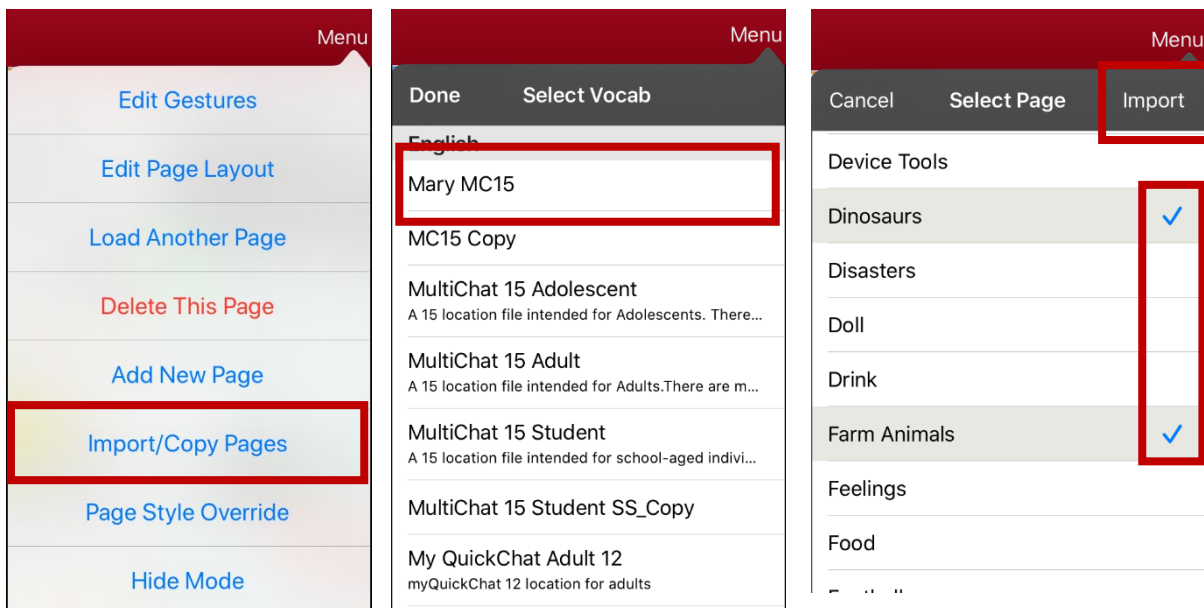 Menu
Edit Gestures
Edit Page Layout
Load Another Page
Delete This Page
Add New Page
Import/Copy Pages
Page Style Override
Hide Mode
Menu
Done Select Vocab
English
Mary MC15
MC15 Copy
MultiChat 15 Adolescent
A 15 location file intended for Adolescents. There...
MultiChat 15 Adult
A 15 location file intended for Adults.There are m...
MultiChat 15 Student
A 15 location file intended for school-aged indivi...
MultiChat 15 Student SS_Copy
My QuickChat Adult 12
myQuickChat 12 location for adults
Menu
Cancel Select Page Import
Device Tools
Dinosaurs
Disasters
Doll
Drink
Farm Animals
Feelings
Food